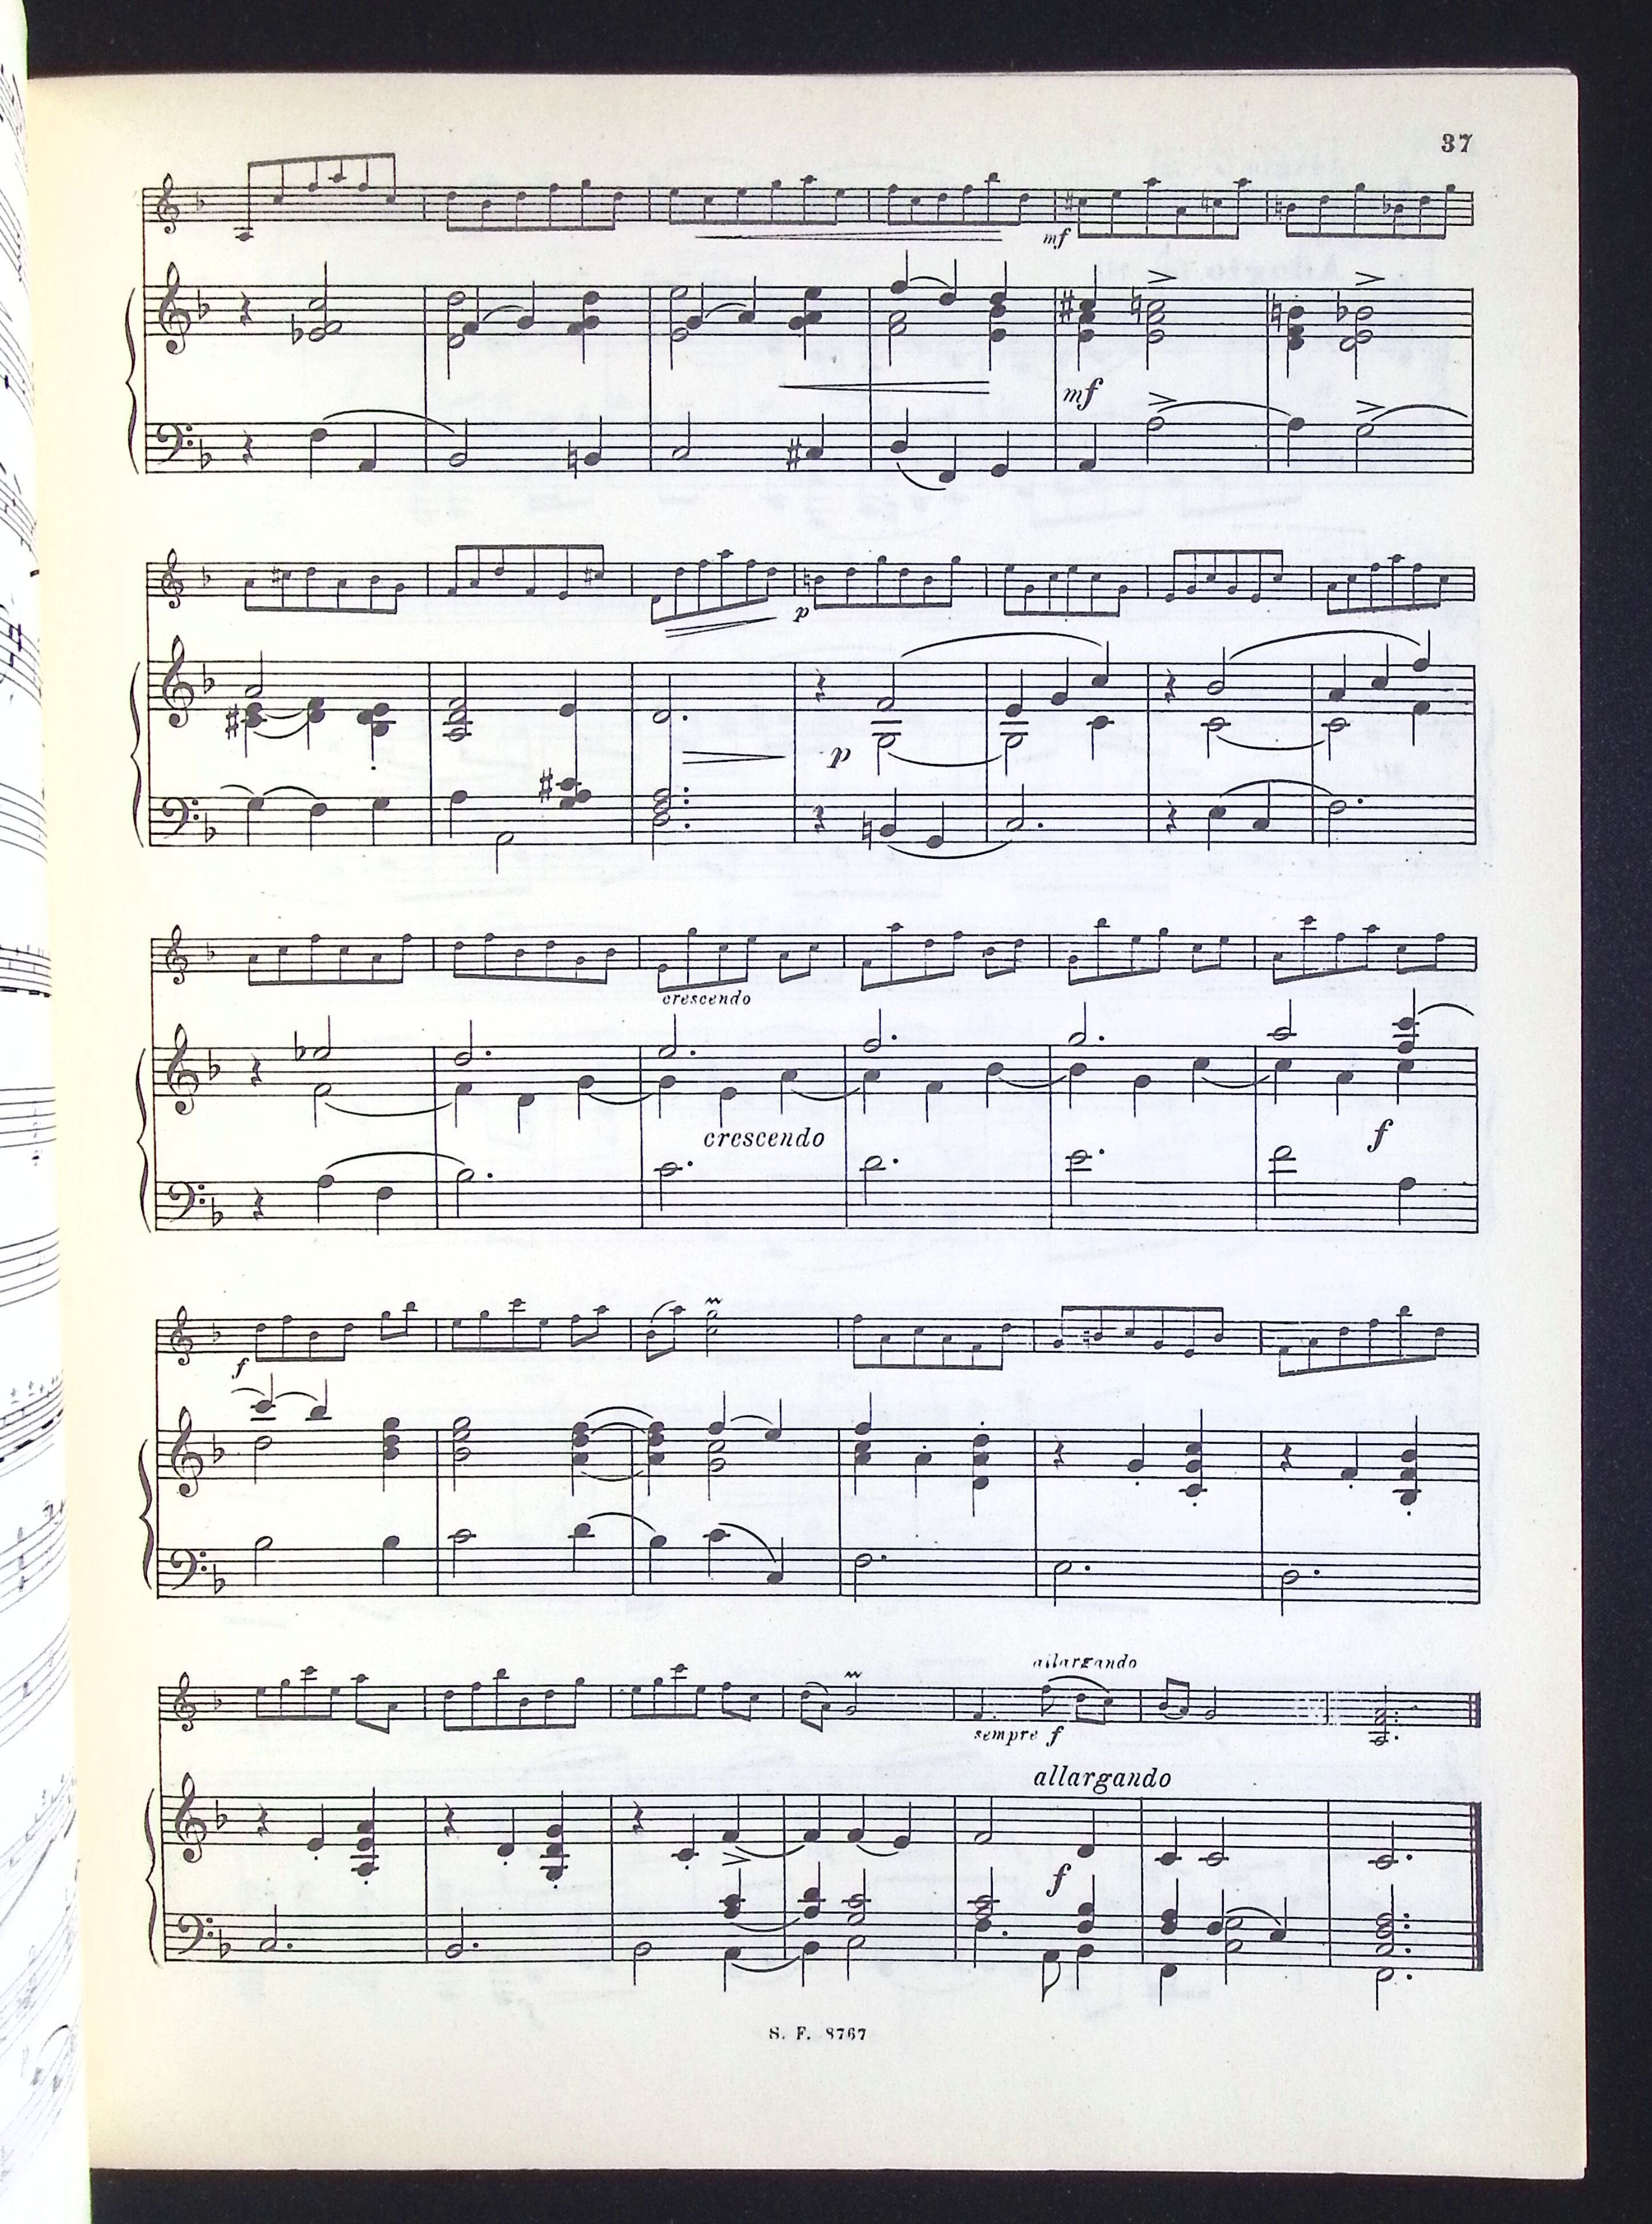 37
mf
mf
p
p
crescendo
crescendo
f
f
allargando
sempre f
allargando
f
S. F. 8767